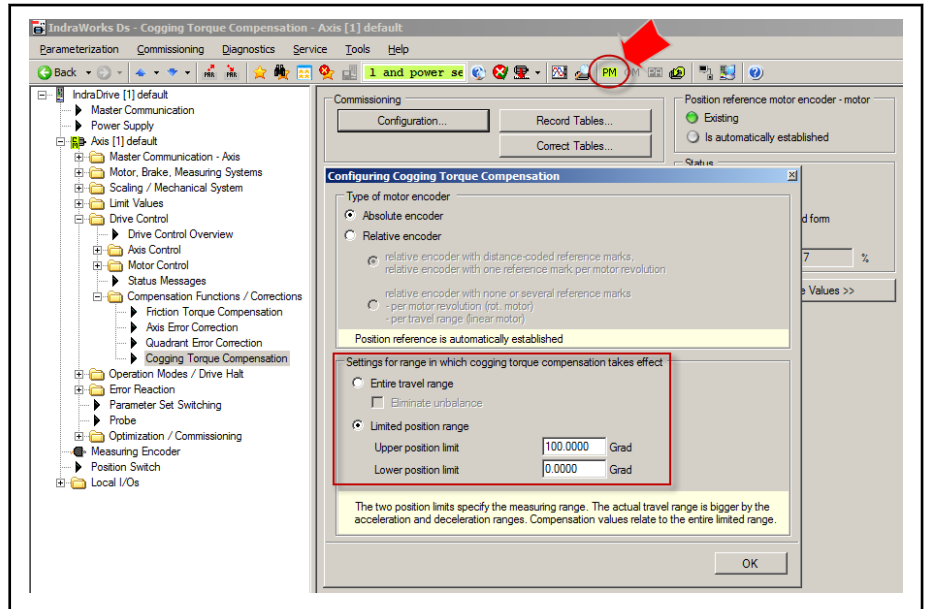 IndraWorks Ds - Cogging Torque Compensation - Axis [1] default
Parameterization Commissioning Diagnostics Service Tools Help
Back 1 and power se PM OM
IndraDrive [1] default
Master Communication
Power Supply
Axis [1] default
Master Communication - Axis
Motor, Brake, Measuring Systems
Scaling / Mechanical System
Limit Values
Drive Control
Drive Control Overview
Axis Control
Motor Control
Status Messages
Compensation Functions / Corrections
Friction Torque Compensation
Axis Error Correction
Quadrant Error Correction
Cogging Torque Compensation
Operation Modes / Drive Halt
Error Reaction
Parameter Set Switching
Probe
Optimization / Commissioning
Measuring Encoder
Position Switch
Local I/Os
Commissioning
Configuration...
Record Tables...
Correct Tables...
Position reference motor encoder - motor
Existing
Is automatically established
Status
d form
7 %
e Values >>
Configuring Cogging Torque Compensation
Type of motor encoder
Absolute encoder
Relative encoder
relative encoder with distance-coded reference marks,
relative encoder with one reference mark per motor revolution
relative encoder with none or several reference marks
- per motor revolution (rot. motor)
- per travel range (linear motor)
Position reference is automatically established
Settings for range in which cogging torque compensation takes effect
Entire travel range
Eliminate unbalance
Limited position range
Upper position limit 100.0000 Grad
Lower position limit 0.0000 Grad
The two position limits specify the measuring range. The actual travel range is bigger by the
acceleration and deceleration ranges. Compensation values relate to the entire limited range.
OK